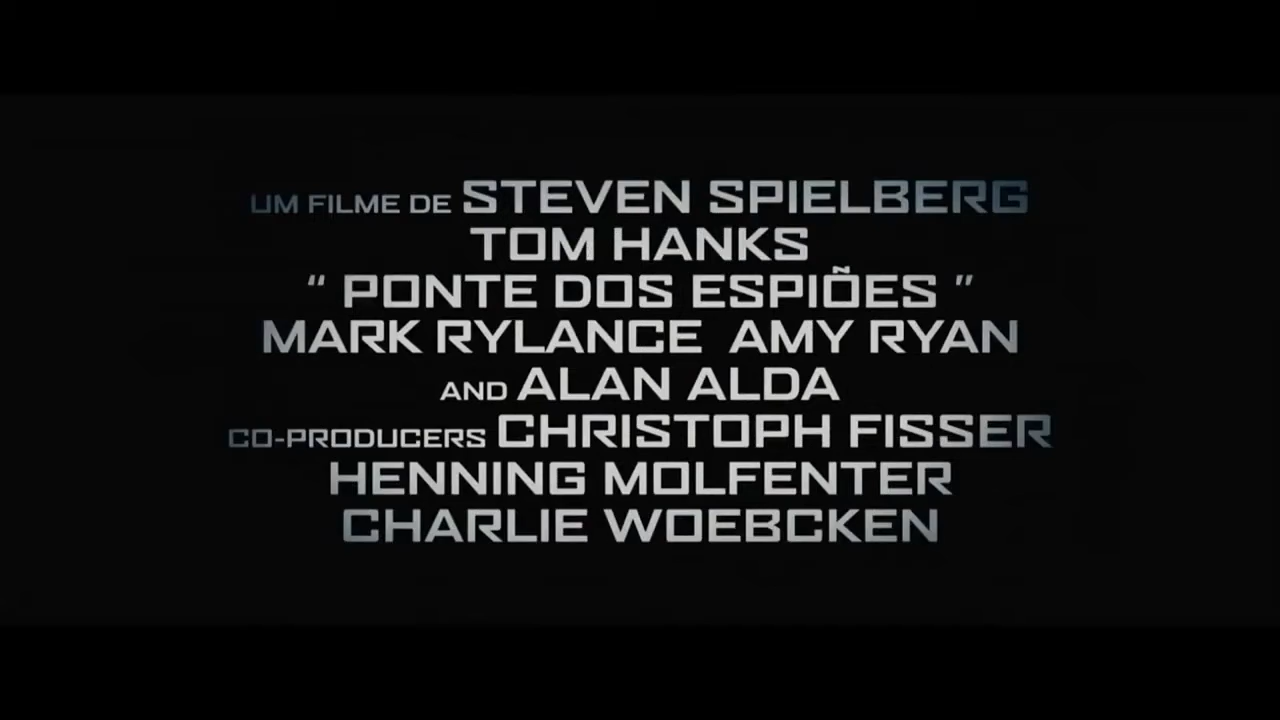 UM FILME DE STEVEN SPIELBERG
TOM HANKS
“ PONTE DOS ESPIÕES ”
MARK RYLANCE AMY RYAN
AND ALAN ALDA
CO-PRODUCERS CHRISTOPH FISSER
HENNING MOLFENTER
CHARLIE WOEBCKEN